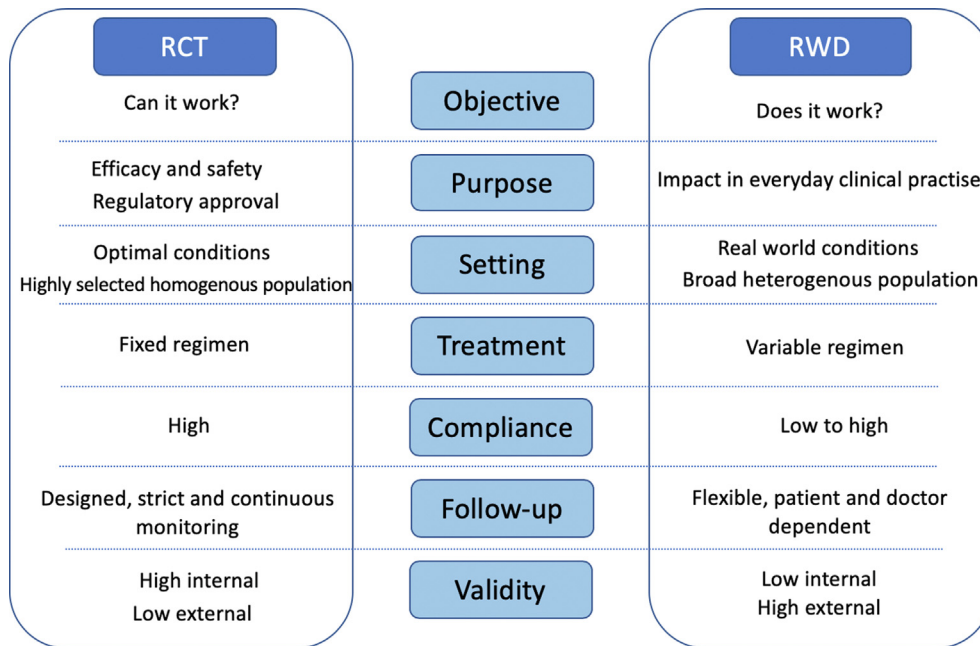 RCT
RWD
Can it work?
Objective
Does it work?
Efficacy and safety
Regulatory approval
Purpose
Impact in everyday clinical practise
Optimal conditions
Highly selected homogenous population
Setting
Real world conditions
Broad heterogenous population
Fixed regimen
Treatment
Variable regimen
High
Compliance
Low to high
Designed, strict and continuous
monitoring
Follow-up
Flexible, patient and doctor
dependent
High internal
Low external
Validity
Low internal
High external